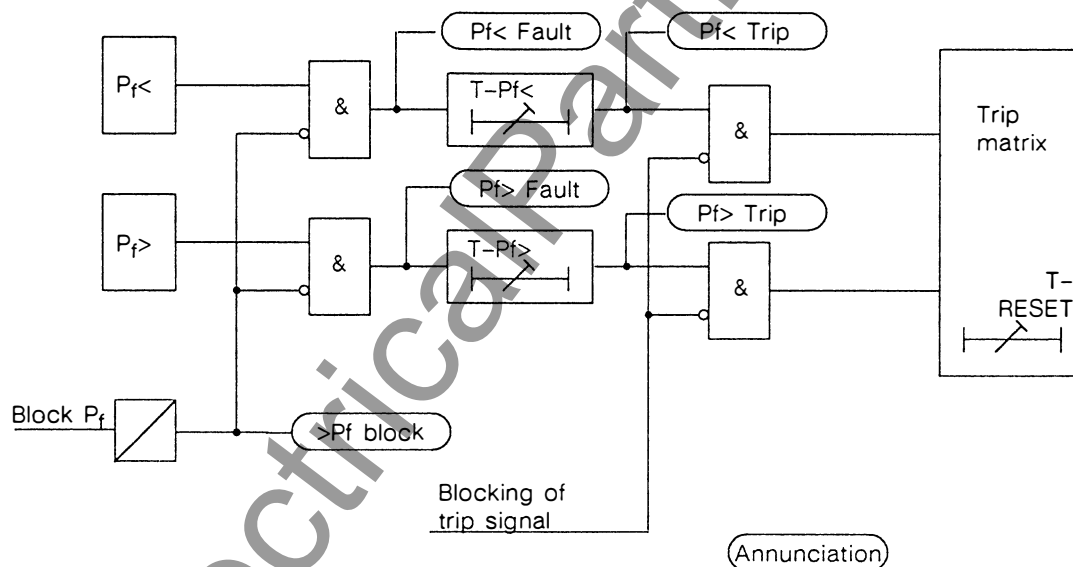 Pf< Fault
Pf< Trip
Pf<
&
T-Pf<
&
Trip
matrix
Pf> Fault
Pf> Trip
Pf>
&
T-Pf>
&
T-
RESET
Block Pf
>Pf block
Blocking of
trip signal
Annunciation
ectricalPart